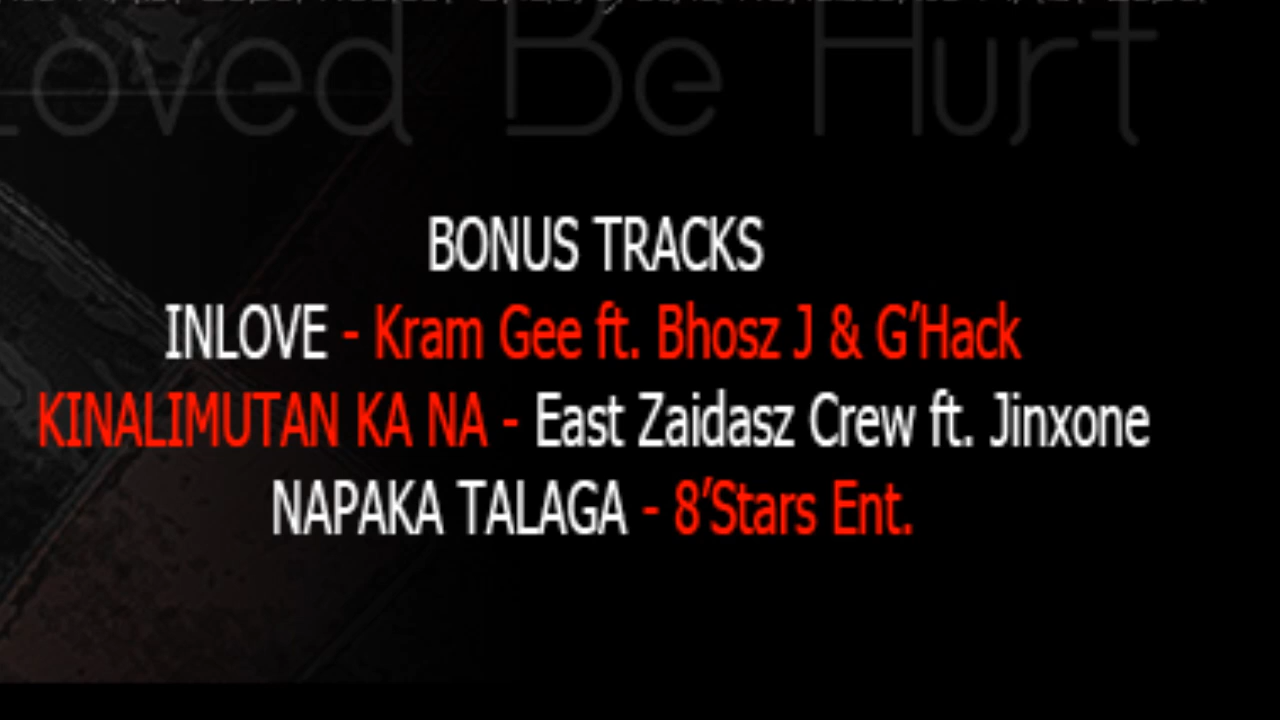 Loved Be Hurt
BONUS TRACKS
INLOVE - Kram Gee ft. Bhosz J & G'Hack
KINALIMUTAN KA NA - East Zaidasz Crew ft. Jinxone
NAPAKA TALAGA - 8'Stars Ent.